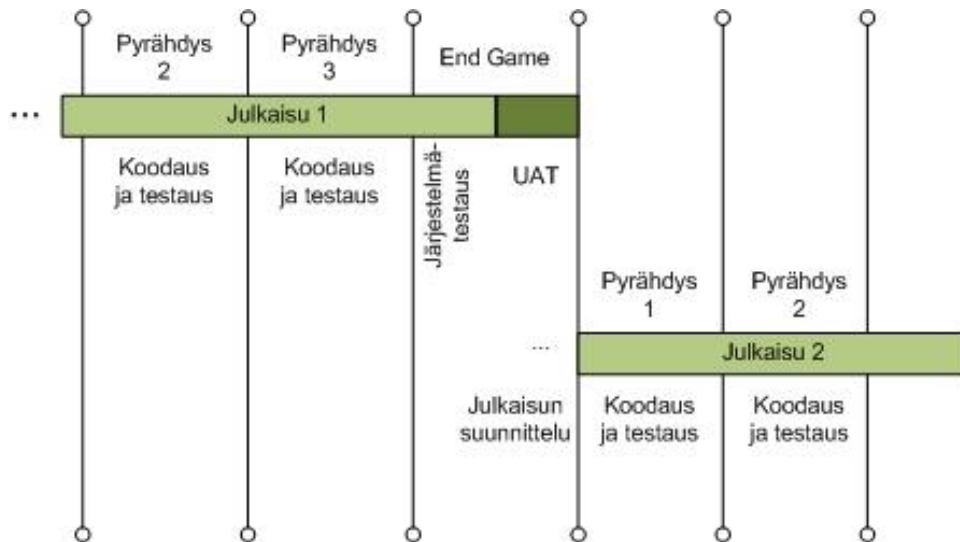 Pyrähdys
2
Pyrähdys
3
End Game
...
Julkaisu 1
Koodaus
ja testaus
Koodaus
ja testaus
Järjestelmä-
testaus
UAT
Pyrähdys
1
Pyrähdys
2
...
Julkaisu 2
Julkaisun
suunnittelu
Koodaus
ja testaus
Koodaus
ja testaus